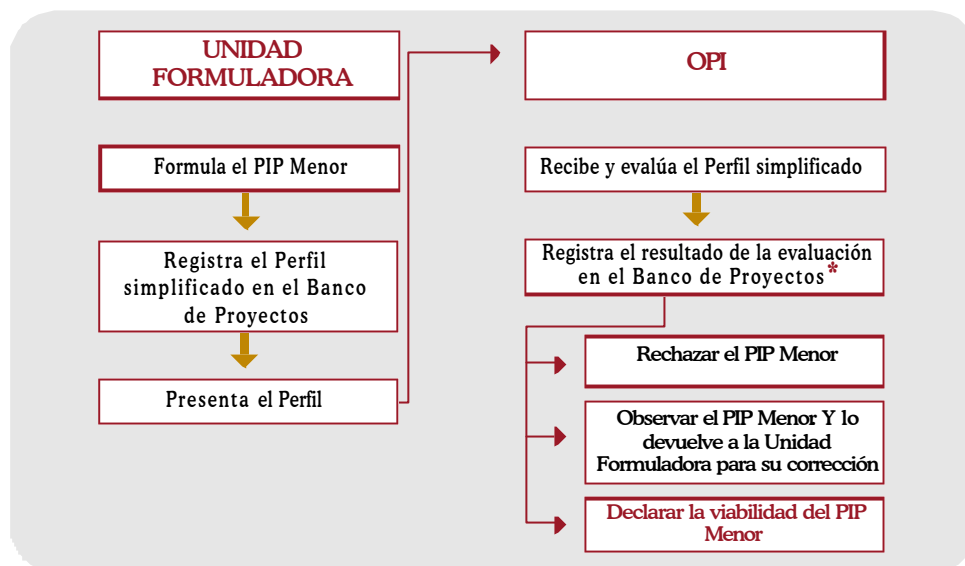 UNIDAD
FORMULADORA
Formula el PIP Menor
Registra el Perfil
simplificado en el Banco
de Proyectos
Presenta el Perfil
OPI
Recibe y evalúa el Perfil simplificado
Registra el resultado de la evaluación
en el Banco de Proyectos*
Rechazar el PIP Menor
Observar el PIP Menor Y lo
devuelve a la Unidad
Formuladora para su corrección
Declarar la viabilidad del PIP
Menor